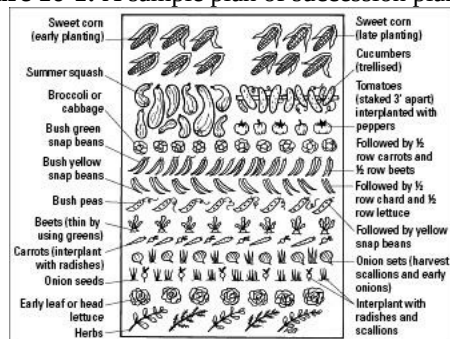 A sample plan of succession
Sweet corn
(early planting)
Summer squash
Broccoli or
cabbage
Bush green
snap beans
Bush yellow
snap beans
Bush peas
Beets (thin by
using greens)
Carrots (interplant
with radishes)
Onion seeds
Early leaf or head
lettuce
Herbs
Sweet corn
(late planting)
Cucumbers
(trellised)
Tomatoes
(staked 3' apart)
interplanted with
peppers
Followed by ½
row carrots and
½ row beets
Followed by ½
row chard and ½
row lettuce
Followed by yellow
snap beans
Onion sets (harvest
scallions and early
onions)
Interplant with
radishes and
scallions